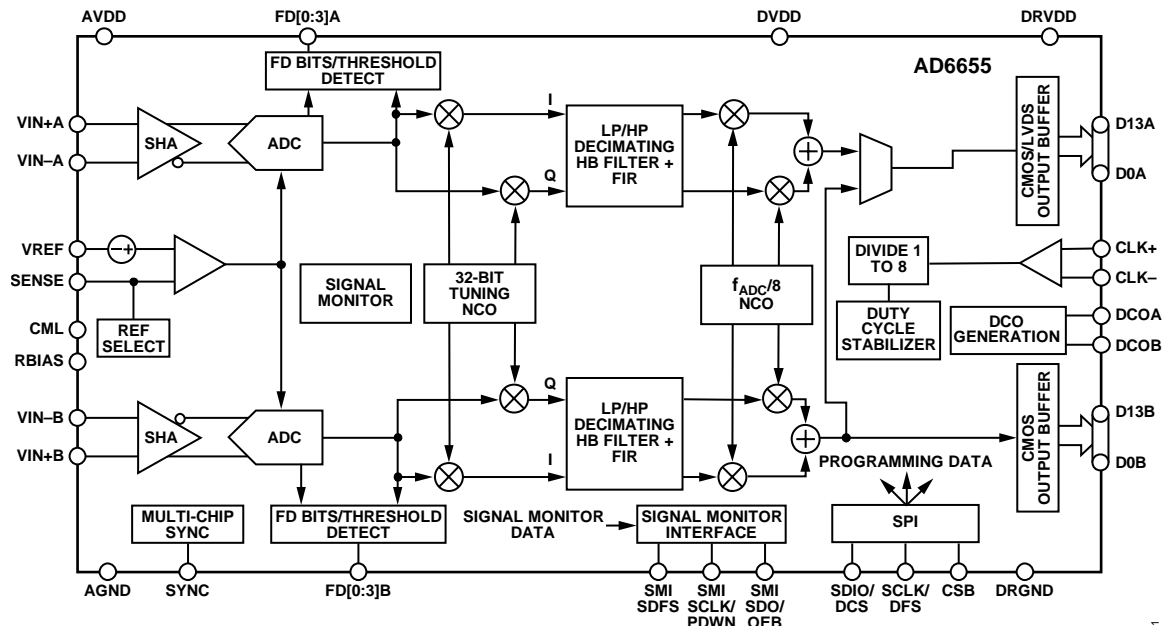 AVDD
FD[0:3]A
DVDD
DRVDD
FD BITS/THRESHOLD
DETECT
AD6655
VIN+A
VIN–A
SHA
ADC
I
Q
LP/HP
DECIMATING
HB FILTER +
FIR
CMOS/LVDS
OUTPUT BUFFER
D13A
D0A
VREF
SENSE
REF
SELECT
SIGNAL
MONITOR
32-BIT
TUNING
NCO
fADC/8
NCO
DIVIDE 1
TO 8
DUTY
CYCLE
STABILIZER
CLK+
CLK–
DCO
GENERATION
DCOA
DCOB
CML
RBIAS
VIN–B
VIN+B
SHA
ADC
Q
I
LP/HP
DECIMATING
HB FILTER +
FIR
CMOS
OUTPUT BUFFER
D13B
D0B
PROGRAMMING DATA
MULTI-CHIP
SYNC
FD BITS/THRESHOLD
DETECT
SIGNAL MONITOR
DATA
SIGNAL MONITOR
INTERFACE
SPI
AGND
SYNC
FD[0:3]B
SMI
SDFS
SMI
SCLK/
PDWN
SMI
SDO/
OEB
SDIO/
DCS
SCLK/
DFS
CSB
DRGND